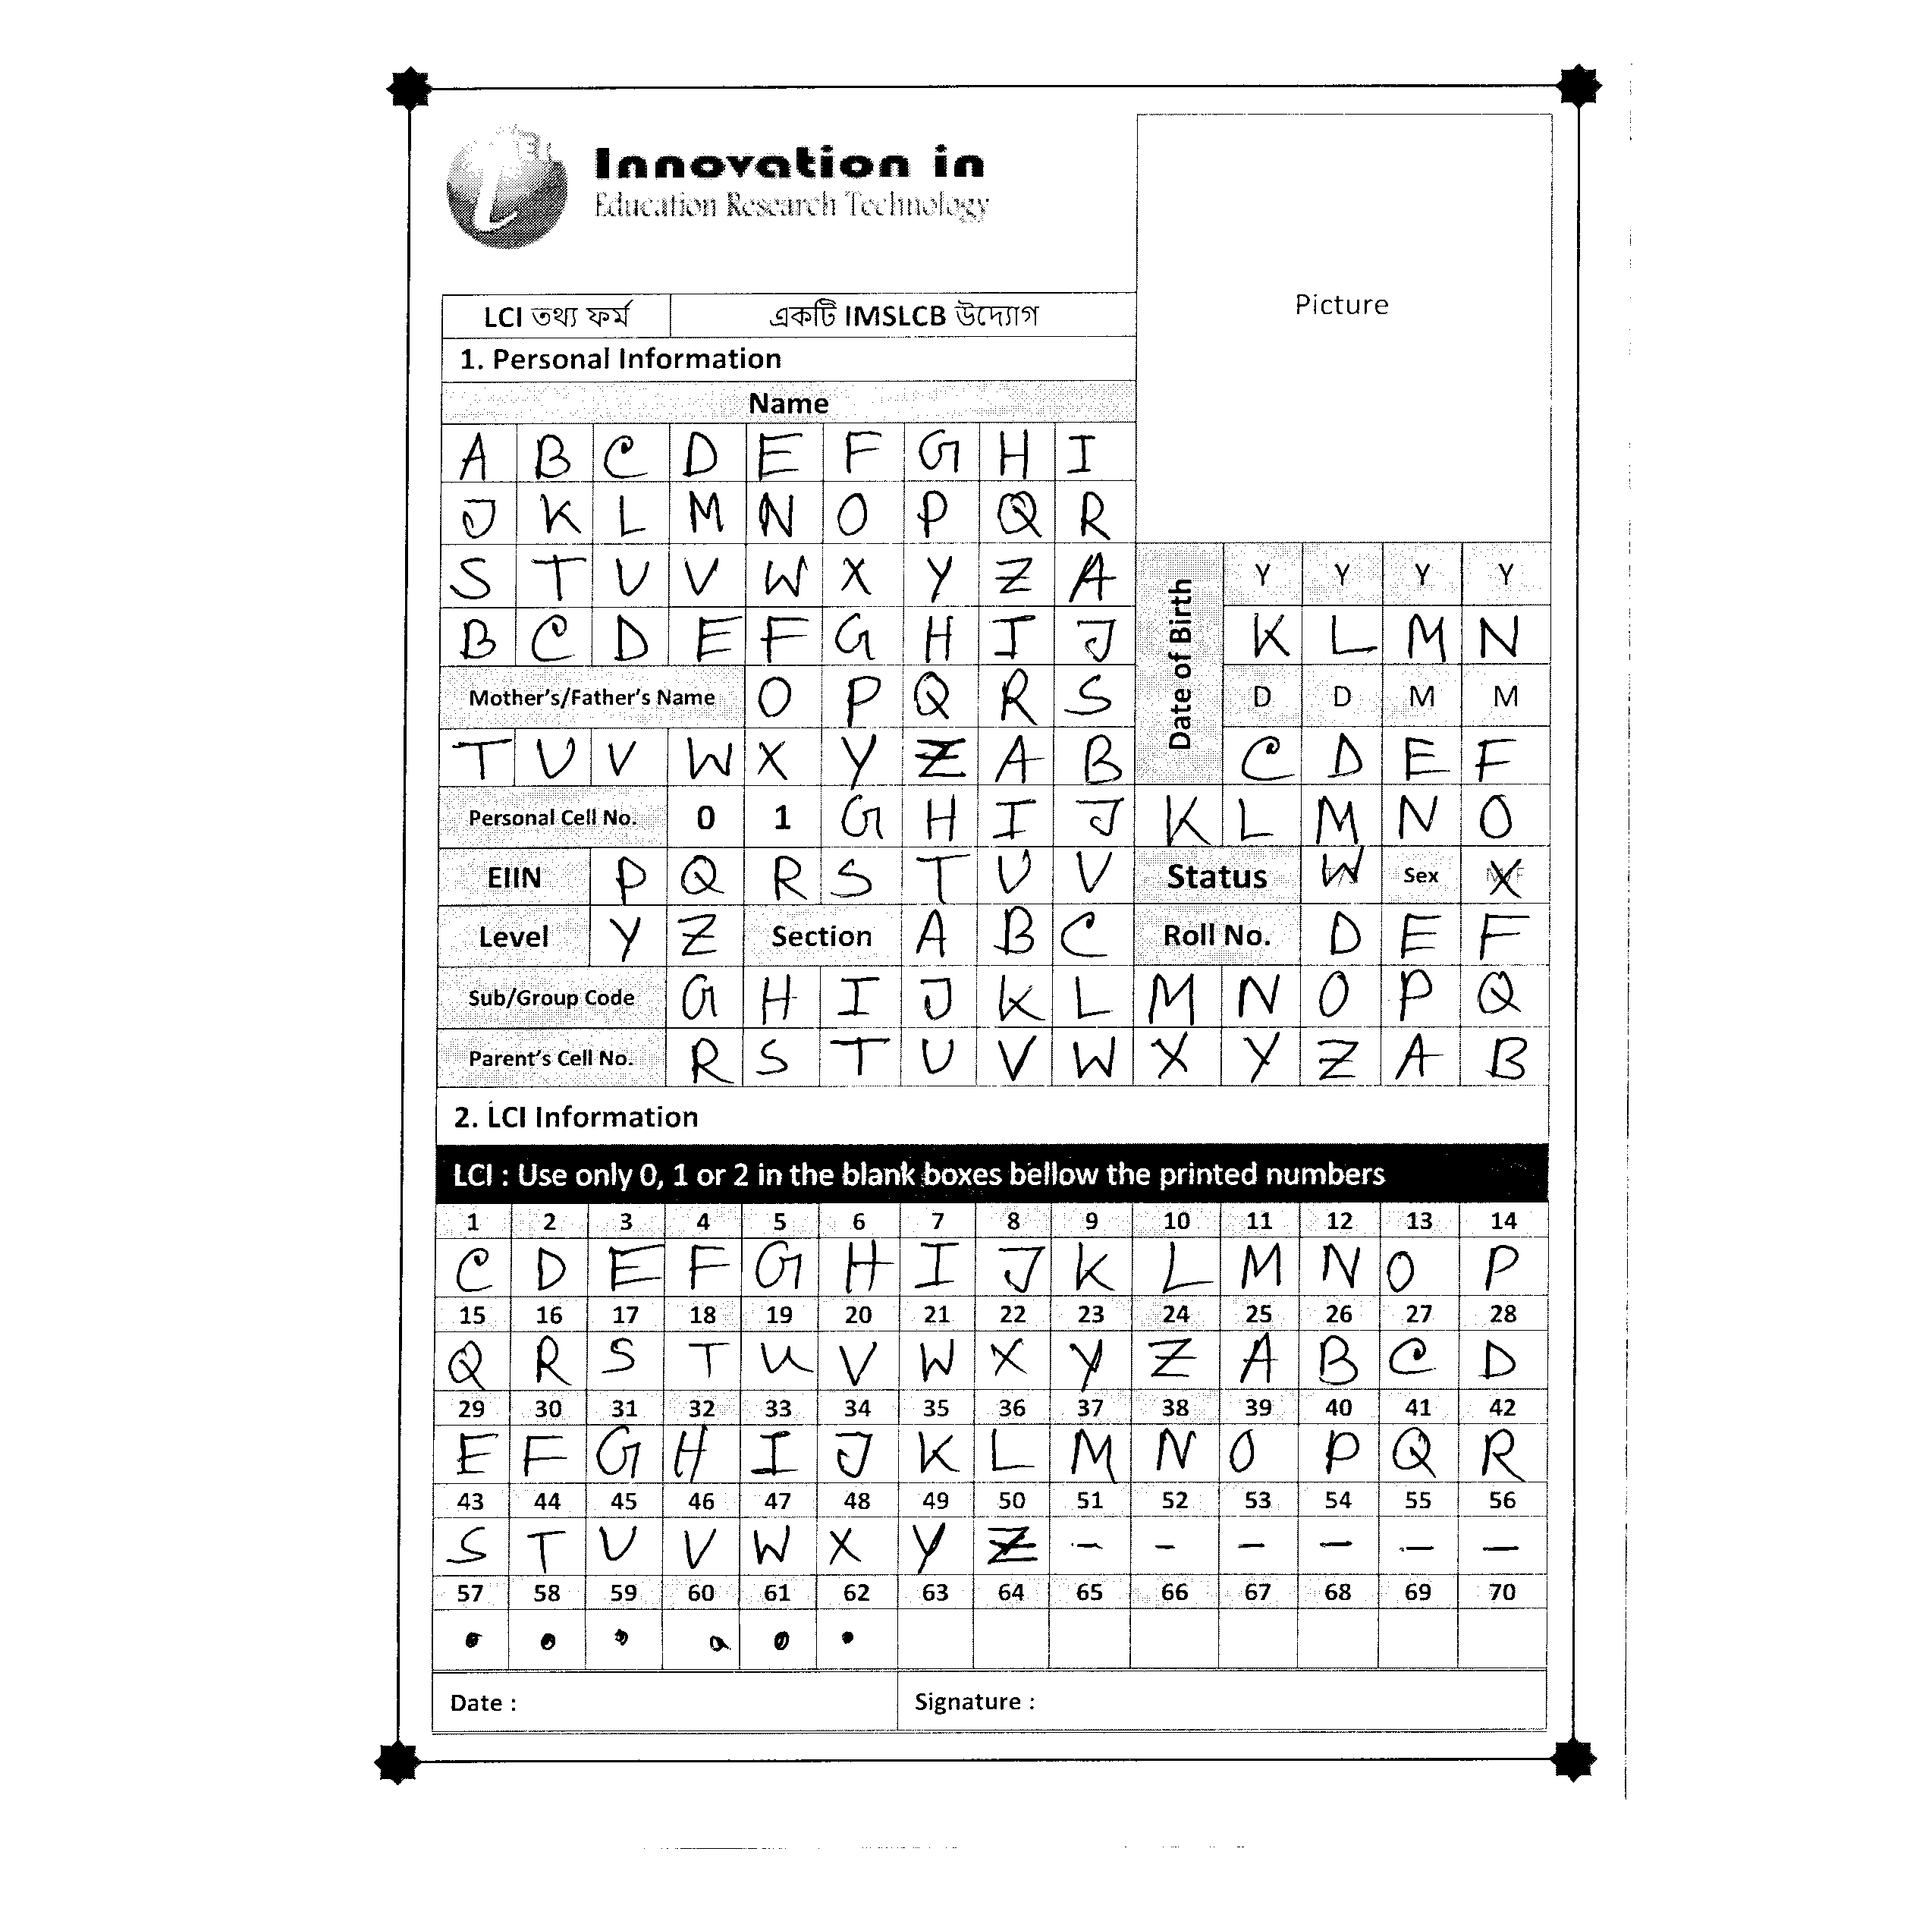 Innovation in
Education Research Technology
Picture
LCI তথ্য ফর্ম একটি IMSLCB উদ্যোগ
1. Personal Information
Name
A B C D E F G H I
J K L M N O P Q R
S T U V W X Y Z A
B C D E F G H I J
Date of Birth
Y Y Y Y
K L M N
D D M M
C D E F
Mother's/Father's Name O P Q R S
T U V W X Y Z A B
Personal Cell No. 0 1 G H I J K L M N O
EIIN P Q R S T U V Status W Sex X
Level Y Z Section A B C Roll No. D E F
Sub/Group Code G H I J K L M N O P Q
Parent's Cell No. R S T U V W X Y Z A B
2. LCI Information
LCI : Use only 0, 1 or 2 in the blank boxes bellow the printed numbers
1 2 3 4 5 6 7 8 9 10 11 12 13 14
C D E F G H I J K L M N O P
15 16 17 18 19 20 21 22 23 24 25 26 27 28
Q R S T U V W X Y Z A B C D
29 30 31 32 33 34 35 36 37 38 39 40 41 42
E F G H I J K L M N O P Q R
43 44 45 46 47 48 49 50 51 52 53 54 55 56
S T U V W X Y Z - - - - - -
57 58 59 60 61 62 63 64 65 66 67 68 69 70
. . . . . .
Date : Signature :